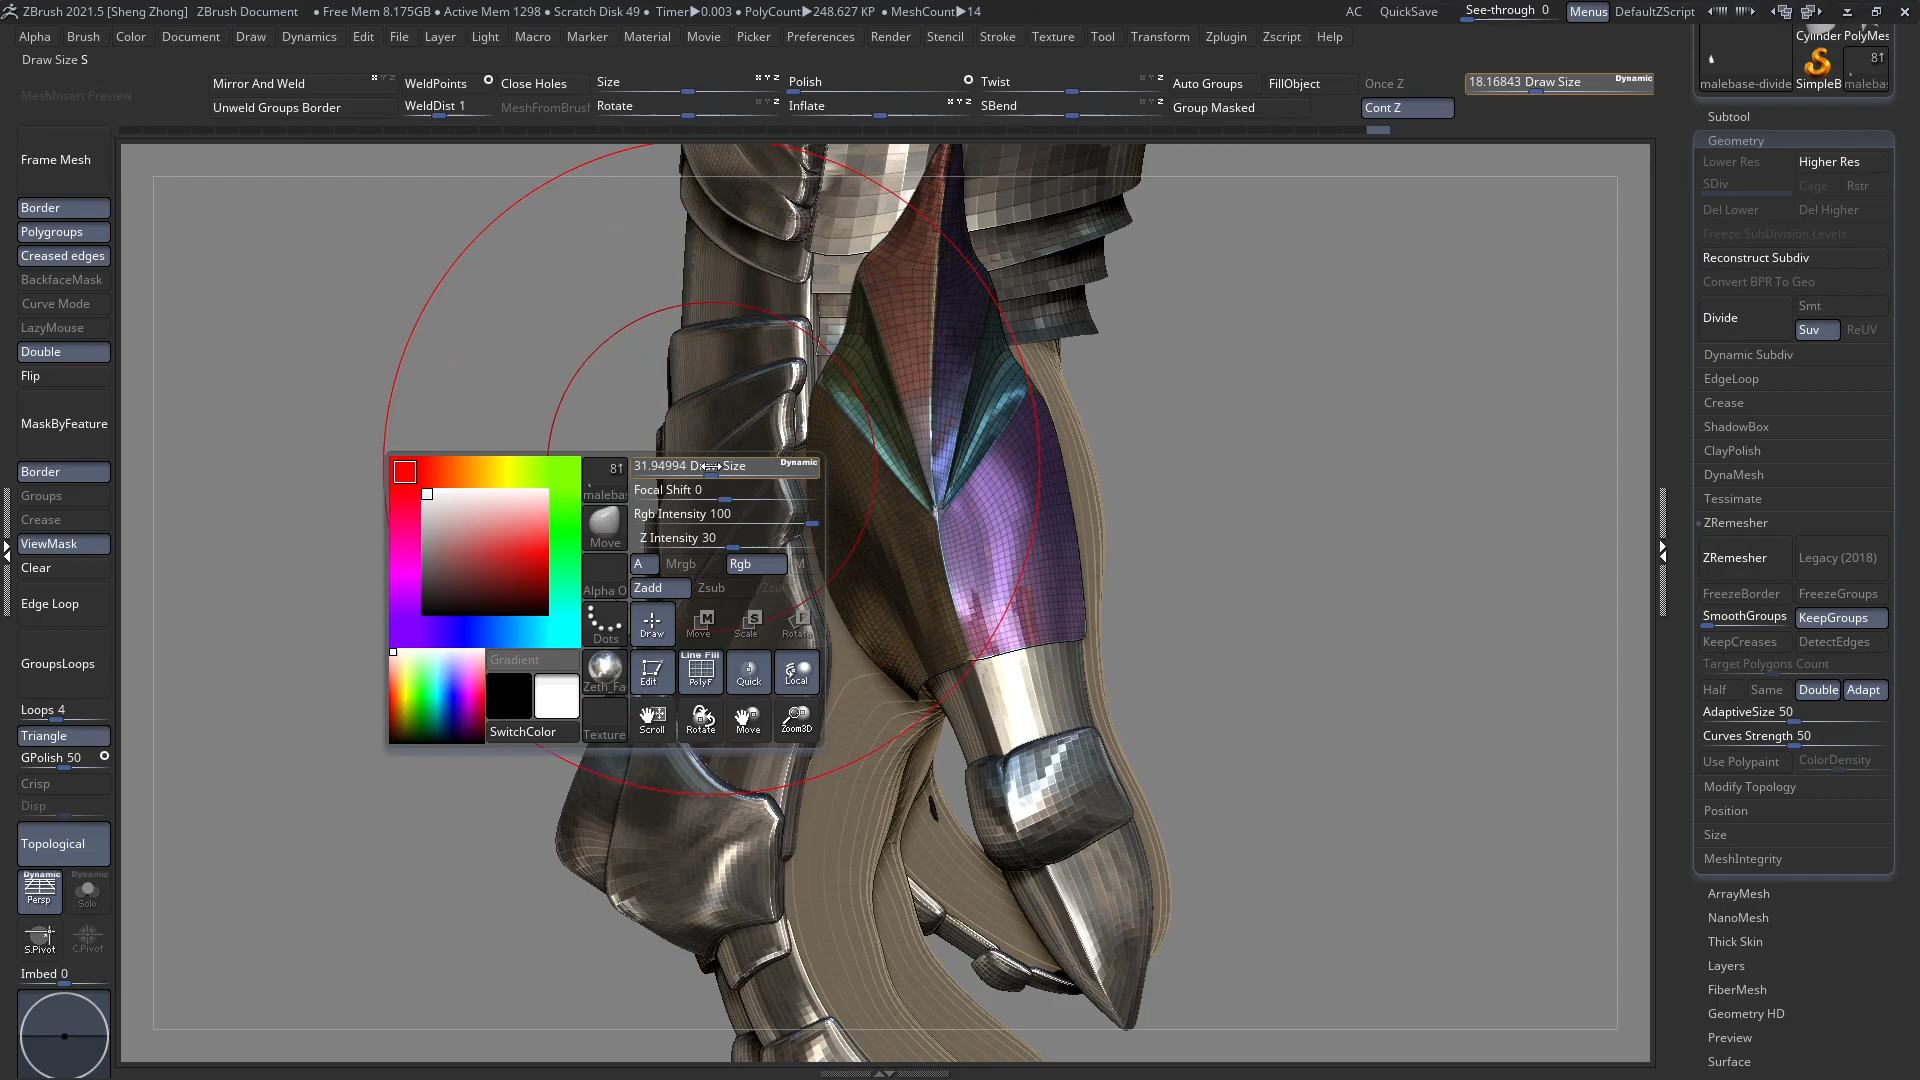 ZBrush 2021.5 [Sheng Zhong] ZBrush Document • Free Mem 8.175GB • Active Mem 1298 • Scratch Disk 49 • Timer▶0.003 • PolyCount▶248.627 KP • MeshCount▶14 AC QuickSave See-through 0 Menus DefaultZScript
Alpha Brush Color Document Draw Dynamics Edit File Layer Light Macro Marker Material Movie Picker Preferences Render Stencil Stroke Texture Tool Transform Zplugin Zscript Help
Draw Size S
MeshInsert Preview
Mirror And Weld WeldPoints Close Holes Size Polish Twist Auto Groups FillObject Once Z 18.16843 Draw Size Dynamic
Unweld Groups Border WeldDist 1 MeshFromBrush Rotate Inflate SBend Group Masked Cont Z
Frame Mesh
Border
Polygroups
Creased edges
BackfaceMask
Curve Mode
LazyMouse
Double
Flip
MaskByFeature
Border
Groups
Crease
ViewMask
Clear
Edge Loop
GroupsLoops
Loops 4
Triangle
GPolish 50
Crisp
Disp
Topological
Dynamic Dynamic
Persp Solo
S.Pivot C.Pivot
Imbed 0
81
malebas
Move
Alpha O
Dots
Zeth_Fa
Texture
Gradient
SwitchColor
31.94994 D Size Dynamic
Focal Shift 0
Rgb Intensity 100
Z Intensity 30
A Mrgb Rgb M
Zadd Zsub Zcu
Draw Move Scale Rotate
Line Fill
Edit PolyF Quick Local
Scroll Rotate Move Zoom3D
Cylinder PolyMes
81
malebase-divide SimpleB malebas
Subtool
Geometry
Lower Res Higher Res
SDiv Cage Rstr
Del Lower Del Higher
Freeze SubDivision Levels
Reconstruct Subdiv
Convert BPR To Geo
Divide Smt
Suv ReUV
Dynamic Subdiv
EdgeLoop
Crease
ShadowBox
ClayPolish
DynaMesh
Tessimate
ZRemesher
ZRemesher Legacy (2018)
FreezeBorder FreezeGroups
SmoothGroups KeepGroups
KeepCreases DetectEdges
Target Polygons Count
Half Same Double Adapt
AdaptiveSize 50
Curves Strength 50
Use Polypaint ColorDensity
Modify Topology
Position
Size
MeshIntegrity
ArrayMesh
NanoMesh
Thick Skin
Layers
FiberMesh
Geometry HD
Preview
Surface